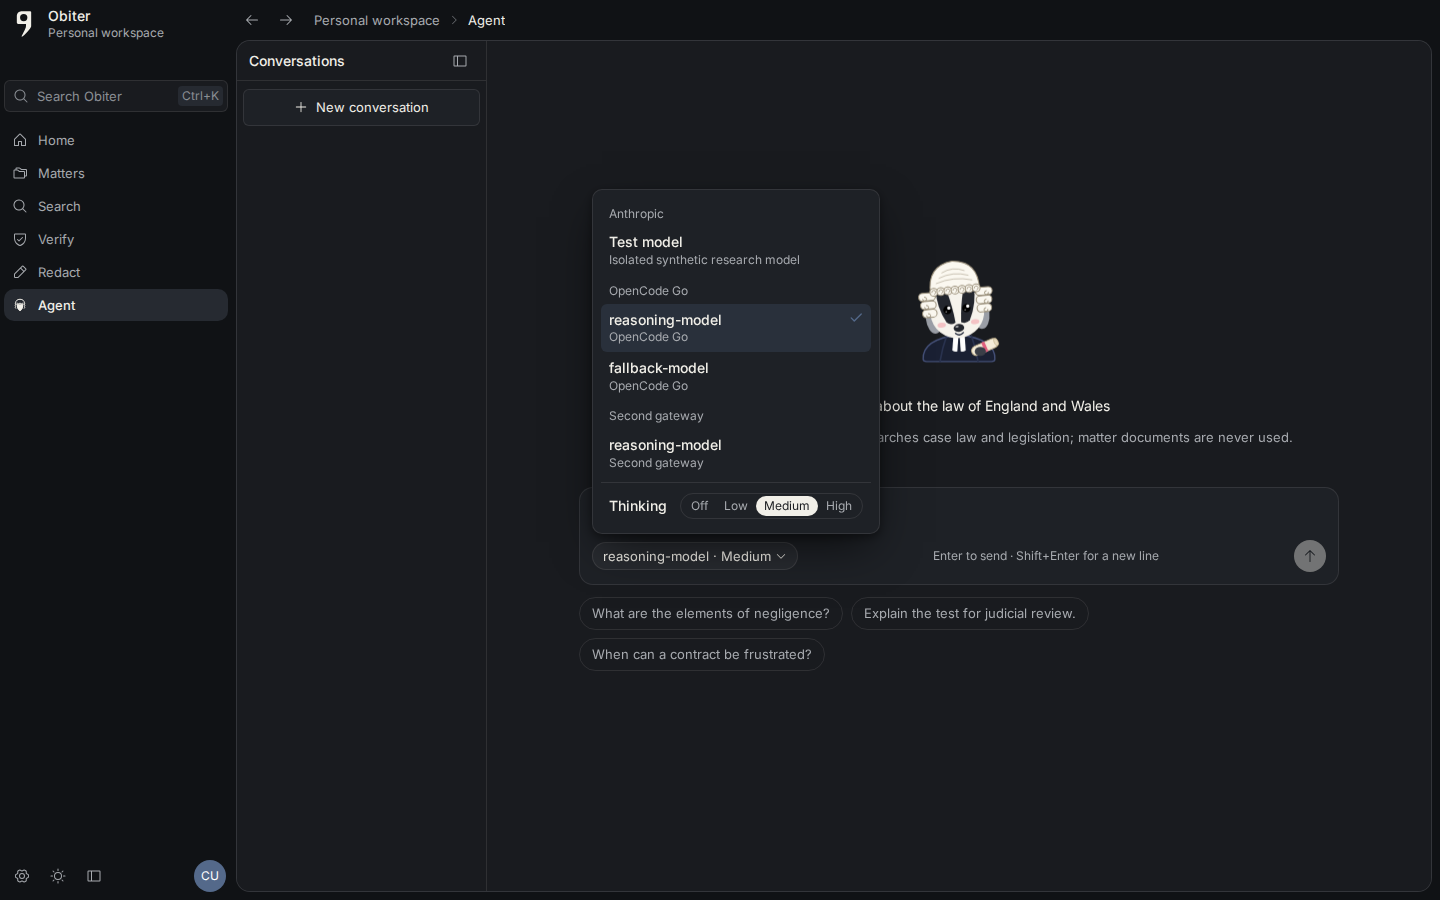 Obiter
Personal workspace
Search Obiter
Ctrl+K
Home
Matters
Search
Verify
Redact
Agent
CU
Personal workspace
Agent
Conversations
New conversation
Anthropic
Test model
Isolated synthetic research model
OpenCode Go
reasoning-model
OpenCode Go
fallback-model
OpenCode Go
Second gateway
reasoning-model
Second gateway
Thinking
Off
Low
Medium
High
about the law of England and Wales
case law and legislation; matter documents are never used.
reasoning-model · Medium
Enter to send · Shift+Enter for a new line
What are the elements of negligence?
Explain the test for judicial review.
When can a contract be frustrated?